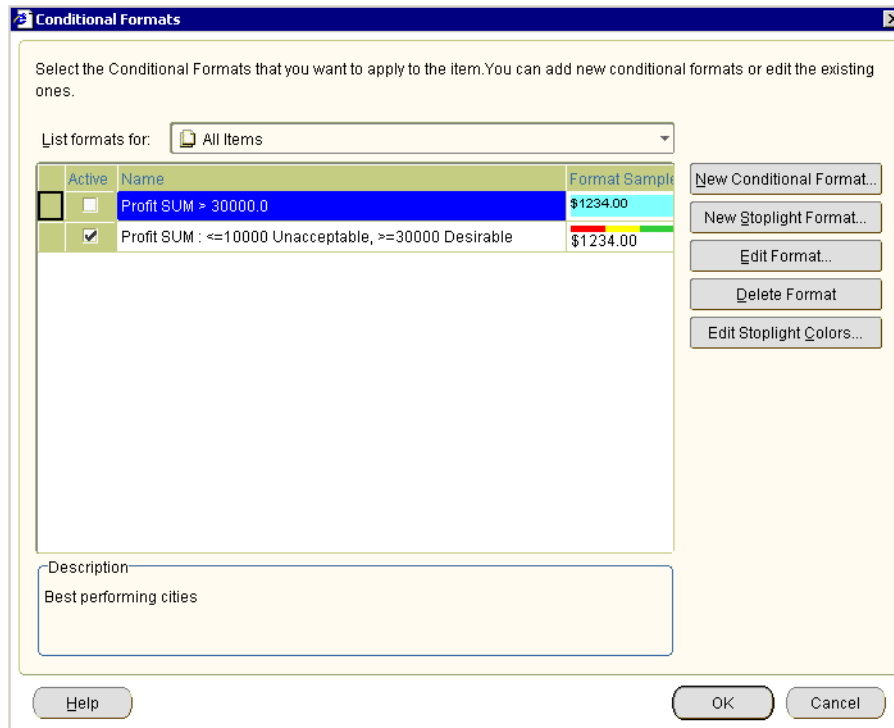 Conditional Formats
Select the Conditional Formats that you want to apply to the item.You can add new conditional formats or edit the existing
ones.
List formats for: All Items
Active Name Format Sample
Profit SUM > 30000.0 $1234.00
Profit SUM : <=10000 Unacceptable, >=30000 Desirable $1234.00
New Conditional Format...
New Stoplight Format...
Edit Format...
Delete Format
Edit Stoplight Colors...
Description
Best performing cities
Help OK Cancel